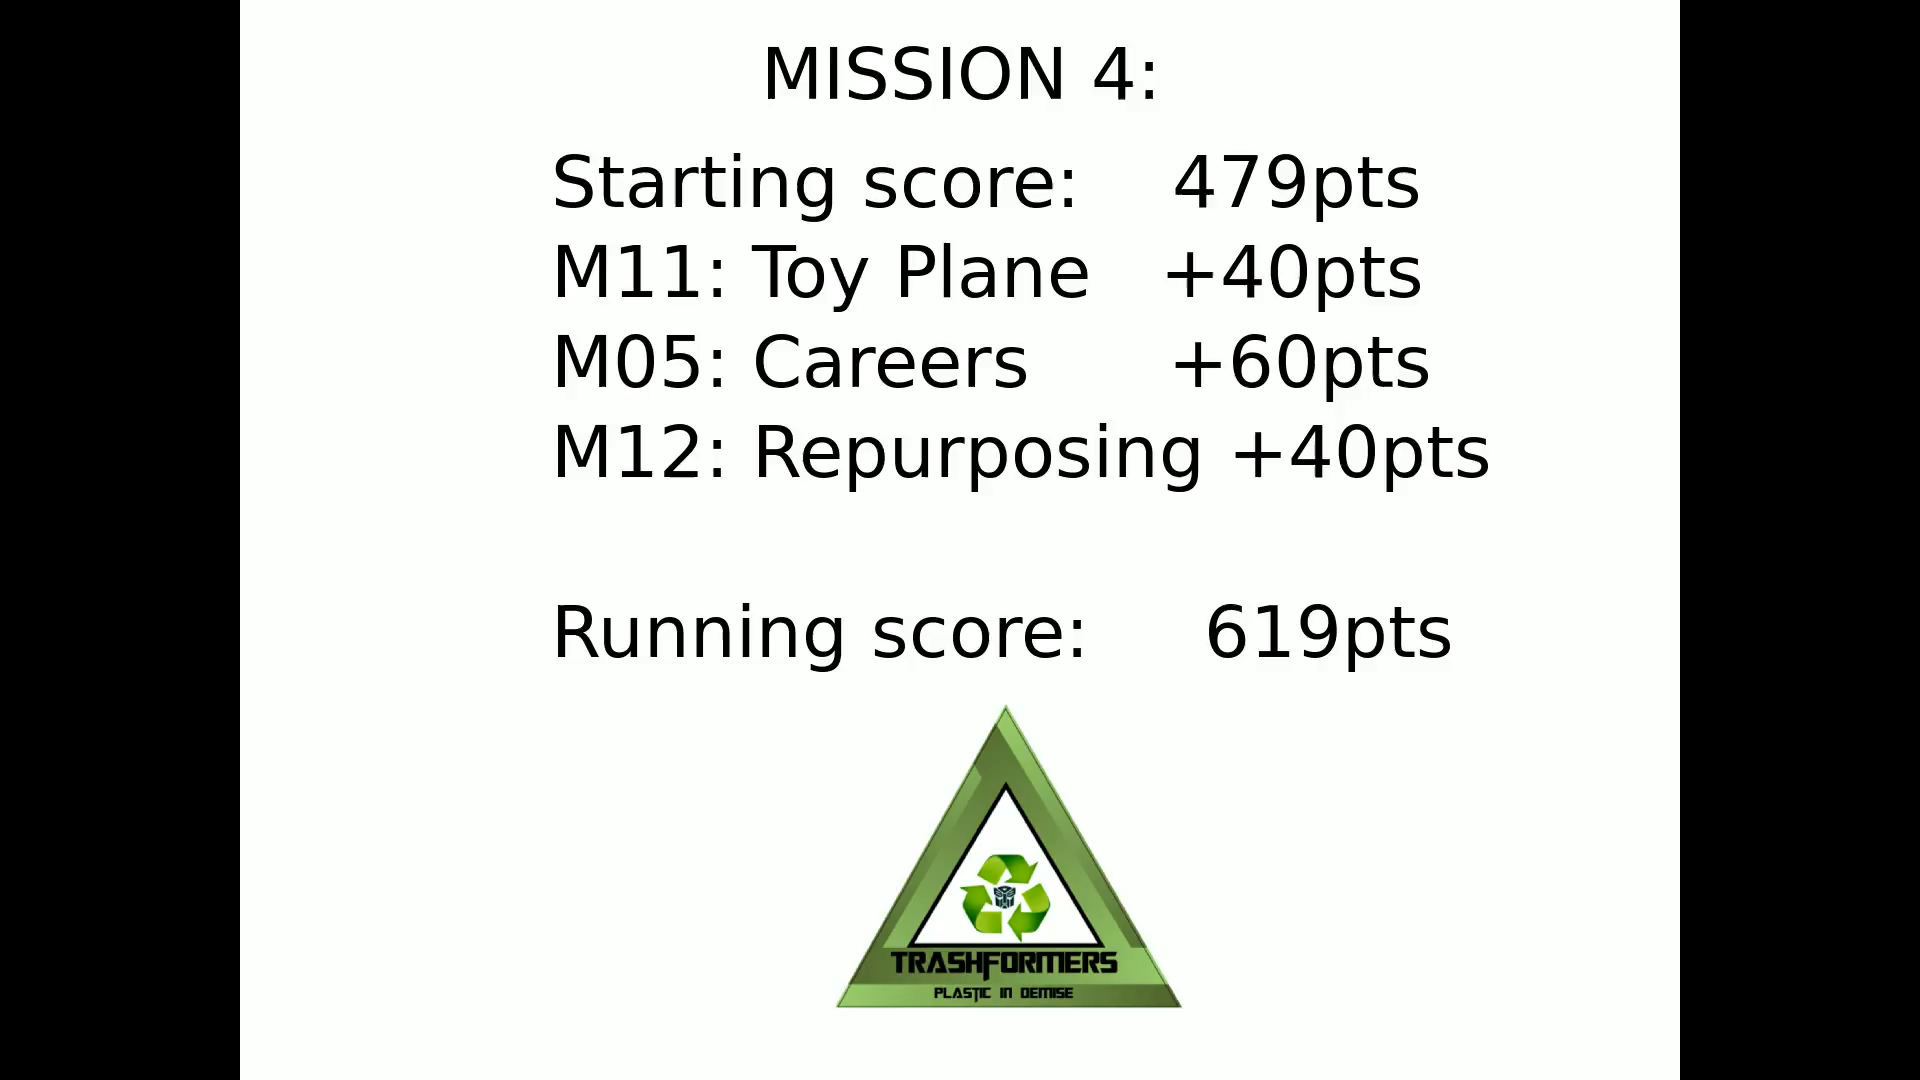 MISSION 4:
Starting score: 479pts
M11: Toy Plane +40pts
M05: Careers +60pts
M12: Repurposing +40pts
Running score: 619pts
TRASHFORMERS
PLASTIC IN DEMISE